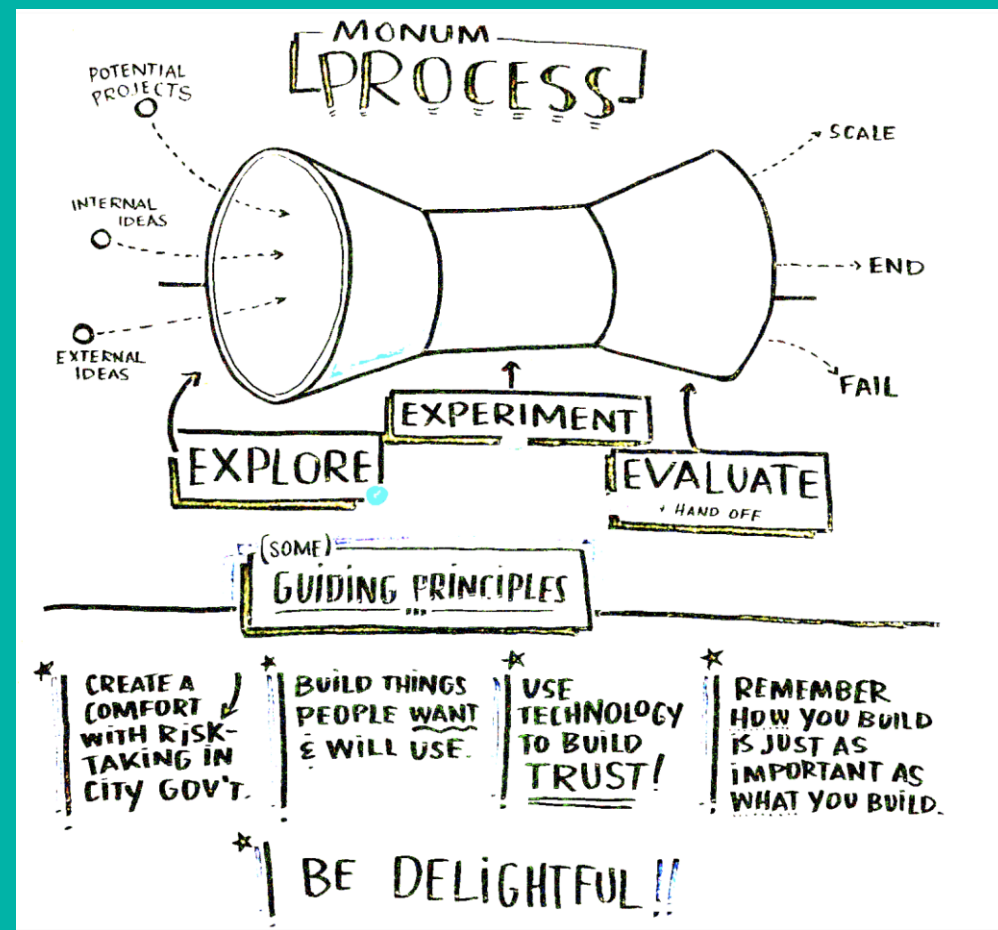 MONUM
PROCESS
POTENTIAL
PROJECTS
INTERNAL
IDEAS
EXTERNAL
IDEAS
SCALE
END
FAIL
EXPLORE
EXPERIMENT
EVALUATE
+ HAND OFF
(SOME)
GUIDING PRINCIPLES
CREATE A
COMFORT
WITH RISK-
TAKING IN
CITY GOV'T.
BUILD THINGS
PEOPLE WANT
& WILL USE.
USE
TECHNOLOGY
TO BUILD
TRUST!
REMEMBER
HOW YOU BUILD
IS JUST AS
IMPORTANT AS
WHAT YOU BUILD.
BE DELIGHTFUL!!